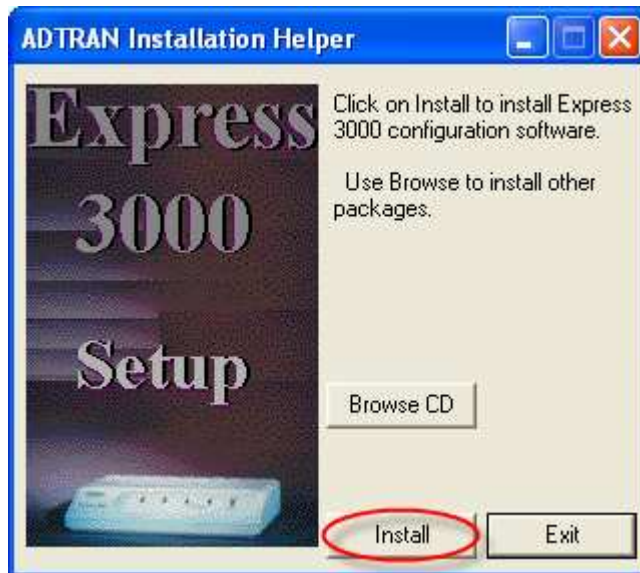 ADTRAN Installation Helper
Express
3000
Setup
Click on Install to install Express
3000 configuration software.
Use Browse to install other
packages.
Browse CD
Install
Exit